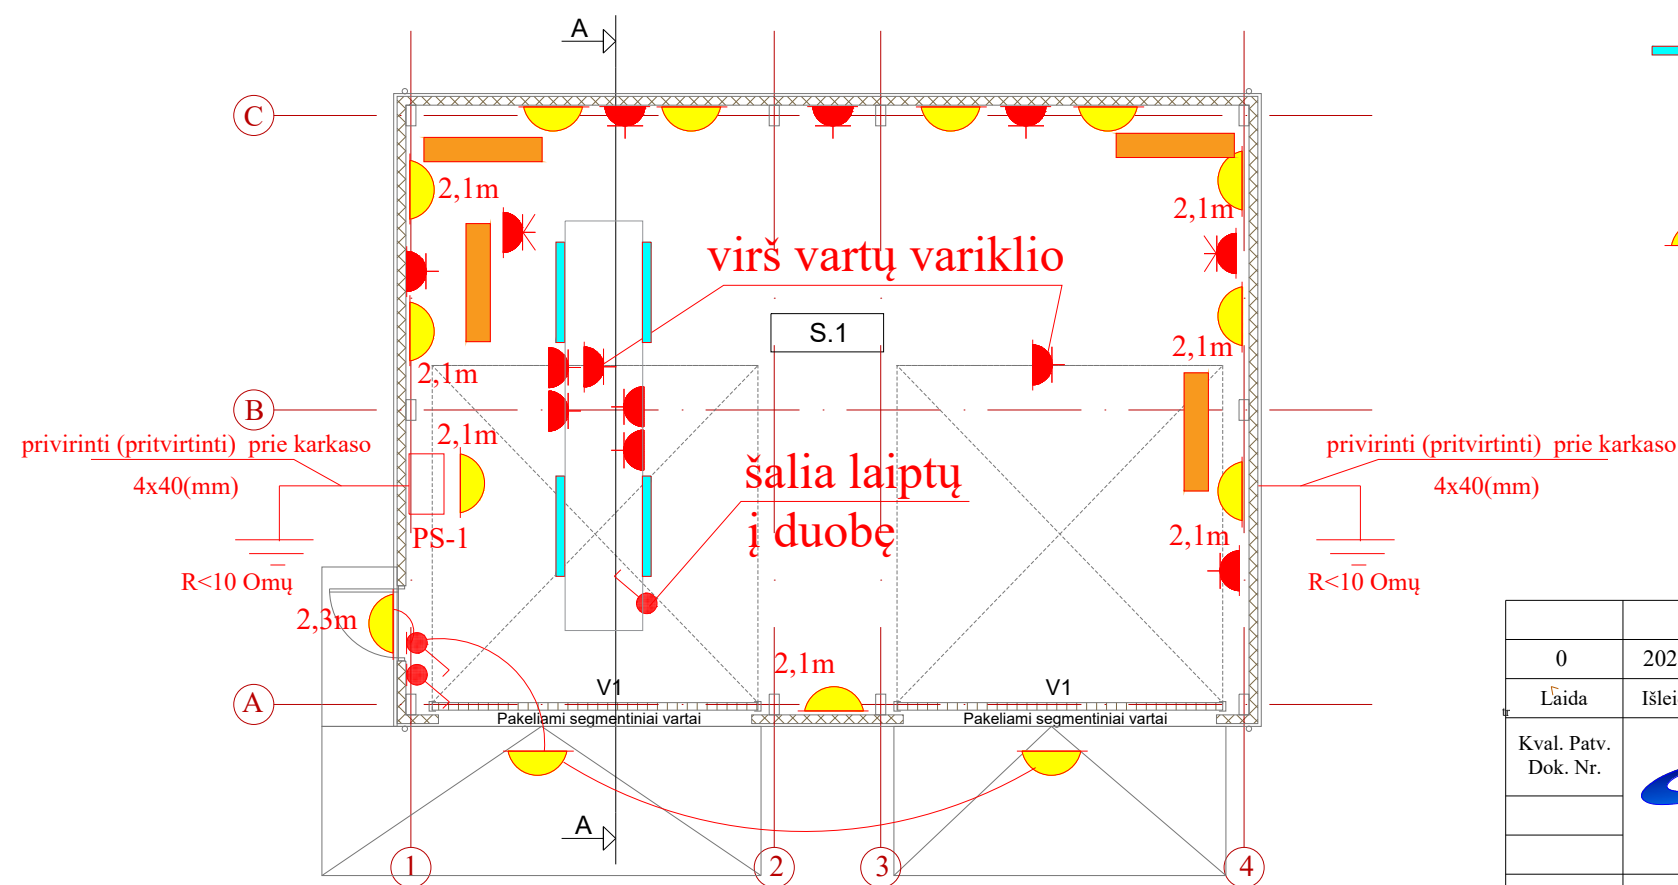 A
C
2,1m
2,1m
virš vartų variklio
S.1
2,1m
2,1m
B
2,1m
privirinti (pritvirtinti) prie karkaso
4x40(mm)
privirinti (pritvirtinti) prie karkaso
4x40(mm)
šalia laiptų
į duobę
PS-1
2,1m
R<10 Omų
R<10 Omų
2,3m
2,1m
A
V1
V1
Pakeliami segmentiniai vartai
Pakeliami segmentiniai vartai
A
1
2
3
4
0 202
Laida Išlei
tr
Kval. Patv.
Dok. Nr.